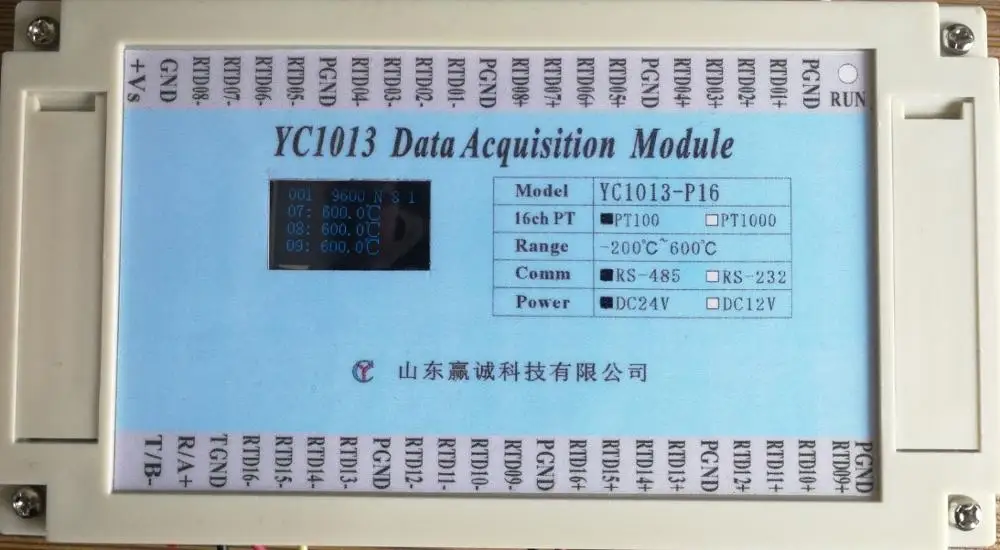 +Vs GND RTD08- RTD07- RTD06- RTD05- PGND RTD04- RTD03- RTD02- RTD01- PGND RTD08+ RTD07+ RTD06+ RTD05+ PGND RTD04+ RTD03+ RTD02+ RTD01+ PGND RUN
YC1013 Data Acquisition Module
001 9600 N 8 1
07: 600.0℃
08: 600.0℃
09: 600.0℃
Model YC1013-P16
16ch PT PT100 PT1000
Range -200℃~600℃
Comm RS-485 RS-232
Power DC24V DC12V
山东赢诚科技有限公司
T/B- R/A+ TGND RTD16- RTD15- RTD14- RTD13- PGND RTD12- RTD11- RTD10- RTD09- PGND RTD16+ RTD15+ RTD14+ RTD13+ PGND RTD12+ RTD11+ RTD10+ RTD09+ PGND